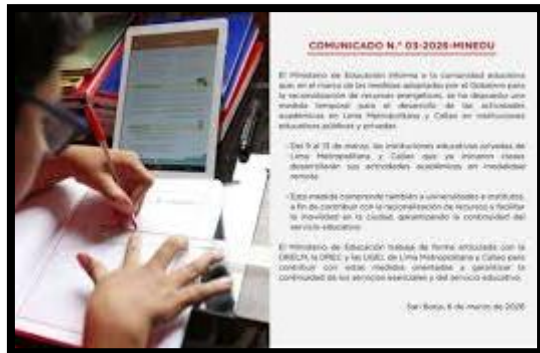 COMUNICADO N.° 03-2026-MINEDU
El Ministerio de Educación informa a la comunidad educativa
que, en el marco de las medidas adoptadas por el Gobierno para
la racionalización de recursos energéticos, se ha dispuesto una
medida temporal para el desarrollo de las actividades
académicas en Lima Metropolitana y Callao en instituciones
educativas públicas y privadas.
- Del 9 al 13 de marzo, las instituciones educativas privadas de
Lima Metropolitana y Callao que ya iniciaron clases
desarrollarán sus actividades académicas en modalidad
remota.
- Esta medida comprende también a universidades e institutos,
a fin de contribuir con la racionalización de recursos y facilitar
la movilidad en la ciudad, garantizando la continuidad del
servicio educativo.
El Ministerio de Educación trabaja de forma articulada con la
DRELM, la DREC y las UGEL de Lima Metropolitana y Callao para
contribuir con estas medidas orientadas a garantizar la
continuidad de los servicios esenciales y del servicio educativo.
San Borja, 6 de marzo de 2026